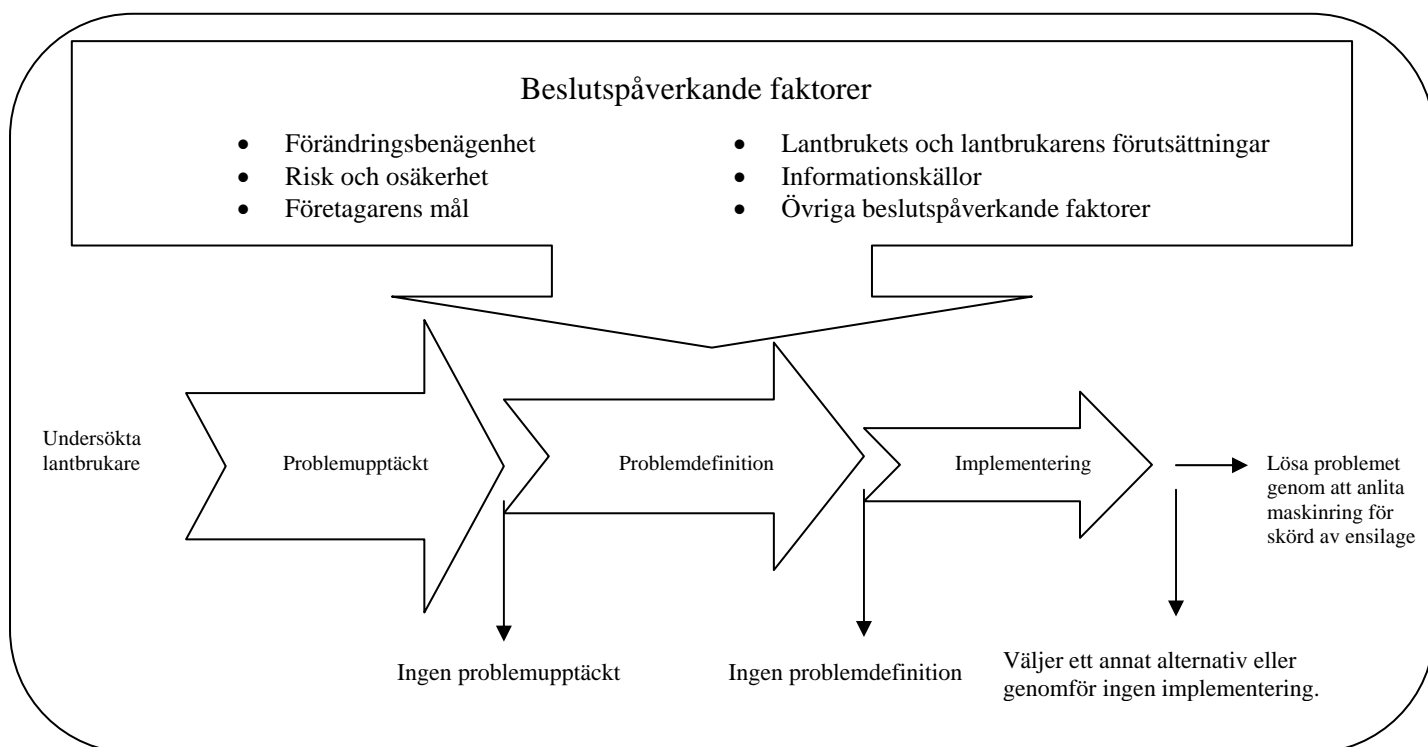 Beslutspåverkande faktorer
• Förändringsbenägenhet
• Risk och osäkerhet
• Företagarens mål
• Lantbrukets och lantbrukarens förutsättningar
• Informationskällor
• Övriga beslutspåverkande faktorer
Undersökta
lantbrukare
Problemupptäckt
Problemdefinition
Implementering
Lösa problemet
genom att anlita
maskinring för
skörd av ensilage
Ingen problemupptäckt
Ingen problemdefinition
Väljer ett annat alternativ eller
genomför ingen implementering.